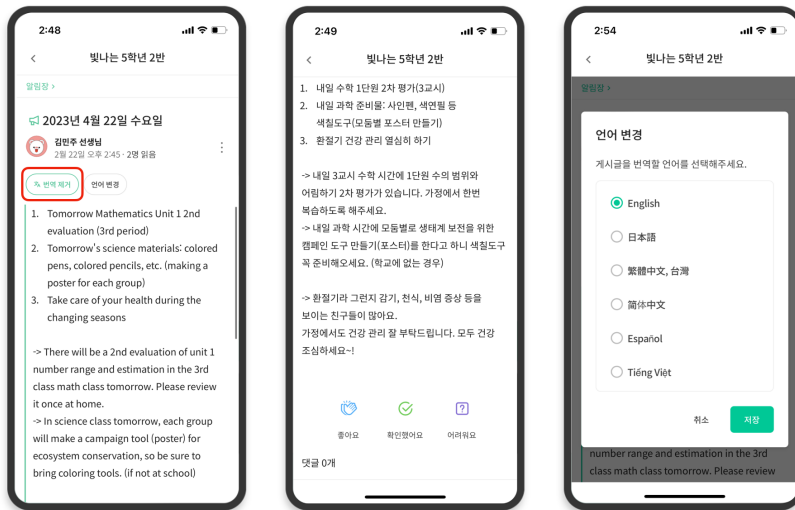 2:48
빛나는 5학년 2반
알림장 >
2023년 4월 22일 수요일
김민주 선생님
2월 22일 오후 2:45 · 2명 읽음
번역 제거
언어 변경
1. Tomorrow Mathematics Unit 1 2nd
evaluation (3rd period)
2. Tomorrow's science materials: colored
pens, colored pencils, etc. (making a
poster for each group)
3. Take care of your health during the
changing seasons
-> There will be a 2nd evaluation of unit 1
number range and estimation in the 3rd
class math class tomorrow. Please review
it once at home.
-> In science class tomorrow, each group
will make a campaign tool (poster) for
ecosystem conservation, so be sure to
bring coloring tools. (if not at school)
2:49
빛나는 5학년 2반
1. 내일 수학 1단원 2차 평가(3교시)
2. 내일 과학 준비물: 사인펜, 색연필 등
색칠도구(모둠별 포스터 만들기)
3. 환절기 건강 관리 열심히 하기
-> 내일 3교시 수학 시간에 1단원 수의 범위와
어림하기 2차 평가가 있습니다. 가정에서 한번
복습하도록 해주세요.
-> 내일 과학 시간에 모둠별로 생태계 보전을 위한
캠페인 도구 만들기(포스터)를 한다고 하니 색칠도구
꼭 준비해오세요. (학교에 없는 경우)
-> 환절기라 그런지 감기, 천식, 비염 증상 등을
보이는 친구들이 많아요.
가정에서도 건강 관리 잘 부탁드립니다. 모두 건강
조심하세요~!
좋아요
확인했어요
어려워요
댓글 0개
2:54
빛나는 5학년 2반
알림장 >
언어 변경
게시글을 번역할 언어를 선택해주세요.
English
日本語
繁體中文, 台灣
简体中文
Español
Tiếng Việt
취소
저장
number range and estimation in the 3rd
class math class tomorrow. Please review